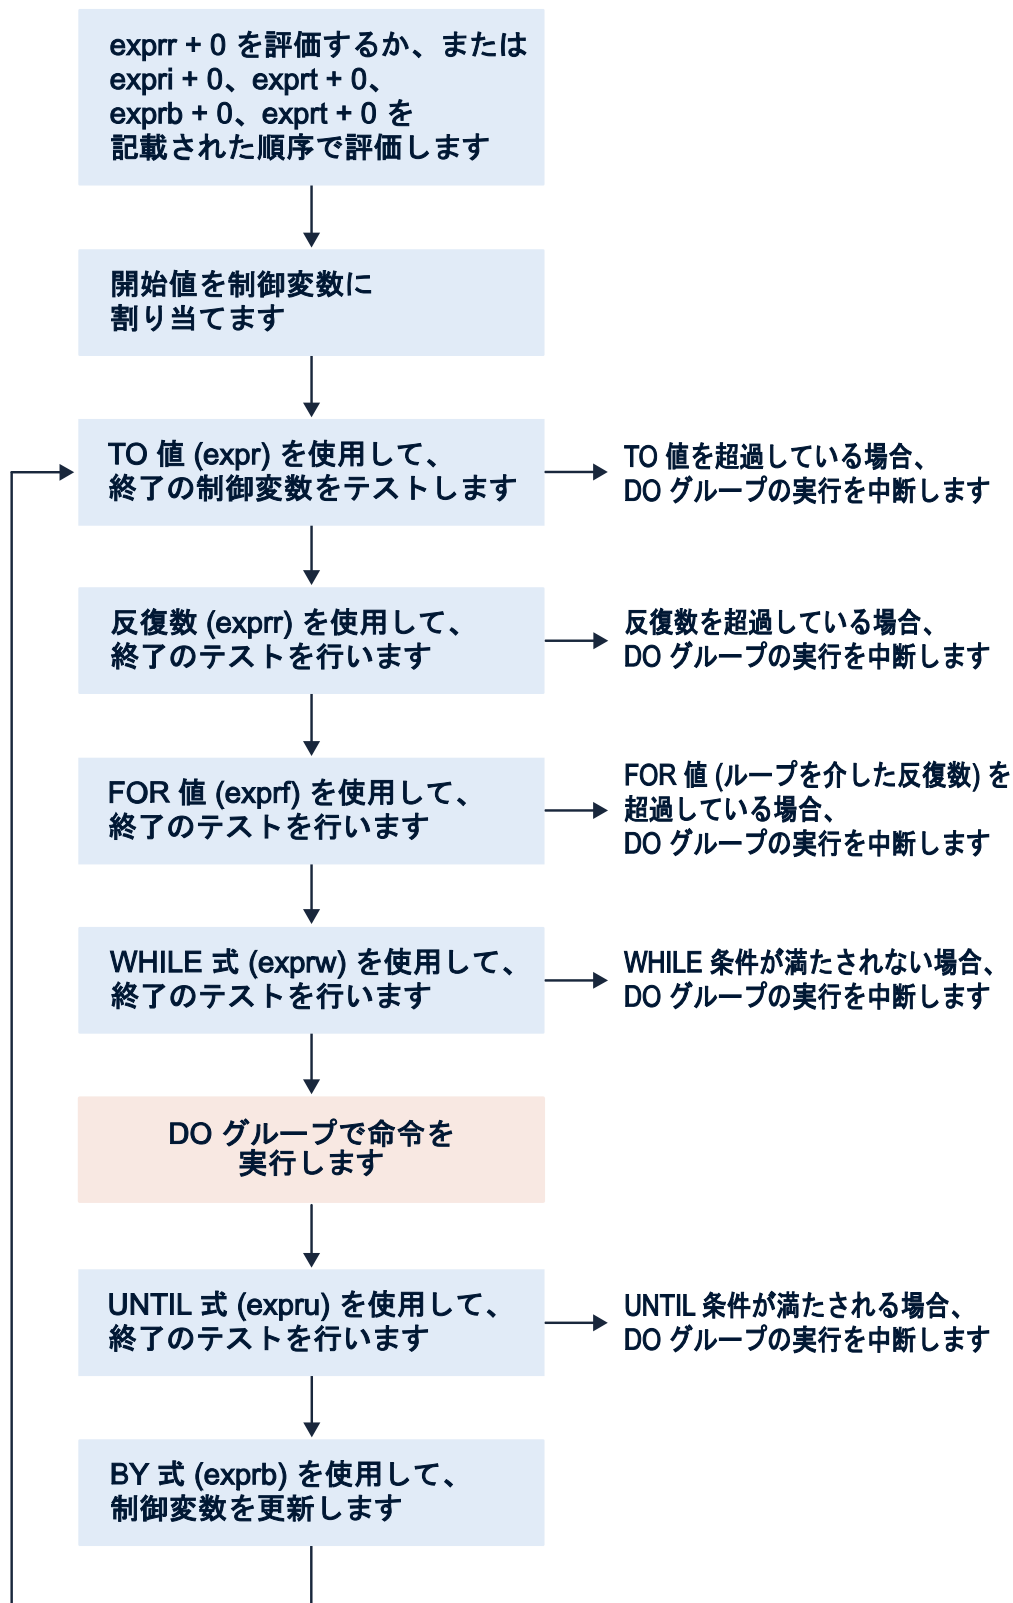 exprr + 0 を評価するか、または
expri + 0、exprt + 0、
exprb + 0、exprt + 0 を
記載された順序で評価します
開始値を制御変数に
割り当てます
TO 値 (expr) を使用して、
終了の制御変数をテストします
TO 値を超過している場合、
DO グループの実行を中断します
反復数 (exprr) を使用して、
終了のテストを行います
反復数を超過している場合、
DO グループの実行を中断します
FOR 値 (exprf) を使用して、
終了のテストを行います
FOR 値 (ループを介した反復数) を
超過している場合、
DO グループの実行を中断します
WHILE 式 (exprw) を使用して、
終了のテストを行います
WHILE 条件が満たされない場合、
DO グループの実行を中断します
DO グループで命令を
実行します
UNTIL 式 (expru) を使用して、
終了のテストを行います
UNTIL 条件が満たされる場合、
DO グループの実行を中断します
BY 式 (exprb) を使用して、
制御変数を更新します